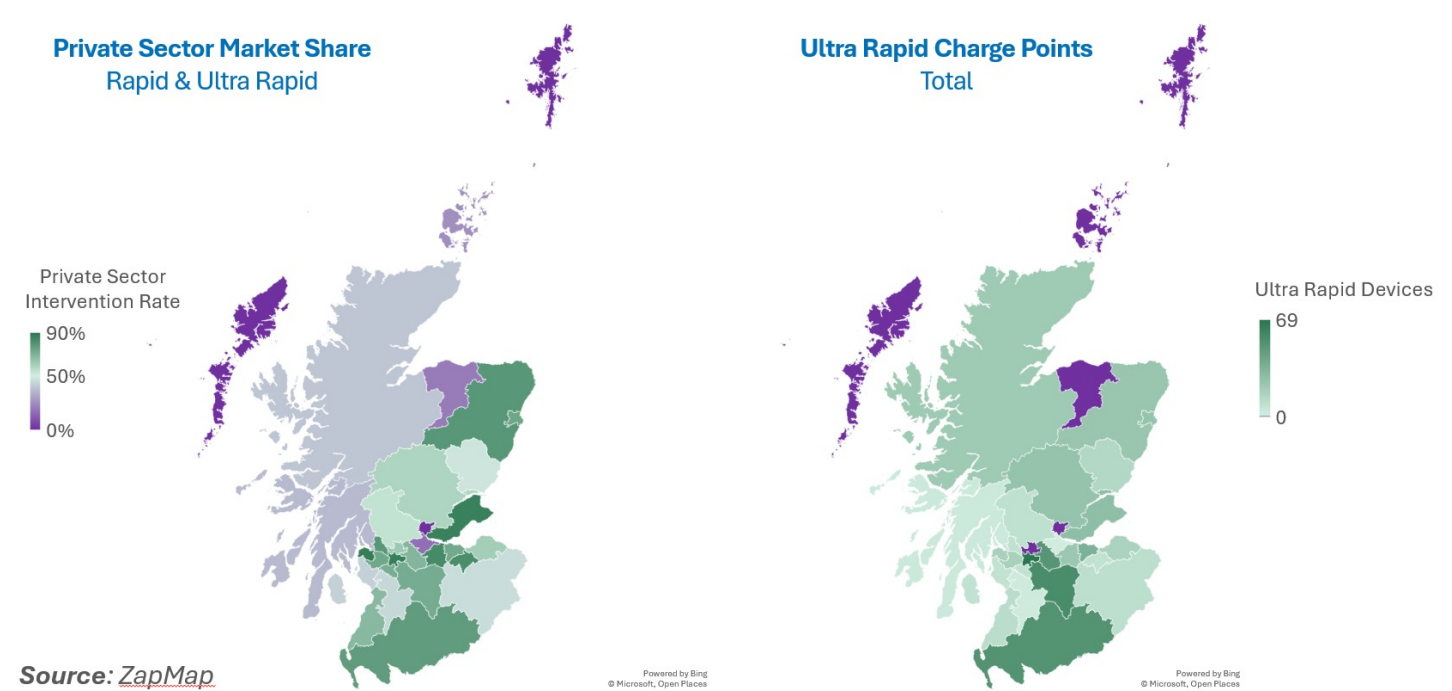 Private Sector Market Share
Rapid & Ultra Rapid
Private Sector
Intervention Rate
90%
50%
0%
Source: ZapMap
Powered by Bing
© Microsoft, Open Places
Ultra Rapid Charge Points
Total
Ultra Rapid Devices
69
0
Powered by Bing
© Microsoft, Open Places